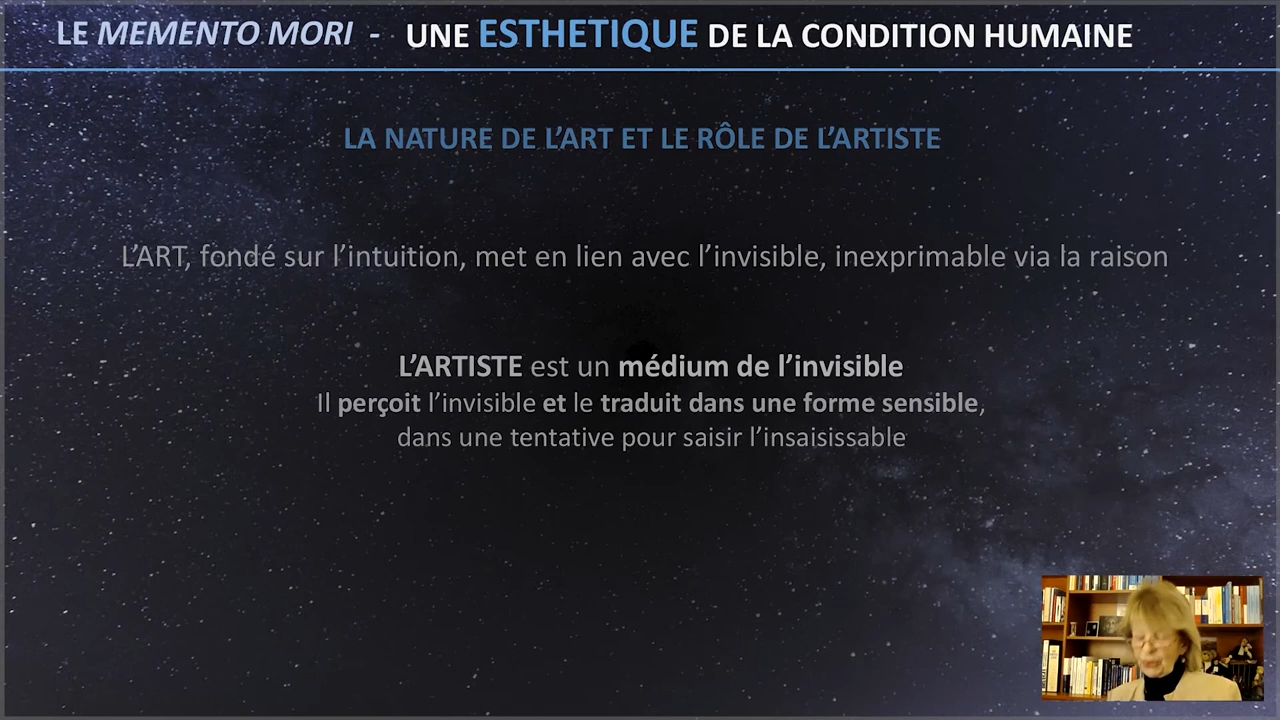 LE MEMENTO MORI - UNE ESTHETIQUE DE LA CONDITION HUMAINE
LA NATURE DE L'ART ET LE RÔLE DE L'ARTISTE
L'ART, fondé sur l'intuition, met en lien avec l'invisible, inexprimable via la raison
L'ARTISTE est un médium de l'invisible
Il perçoit l'invisible et le traduit dans une forme sensible,
dans une tentative pour saisir l'insaisissable